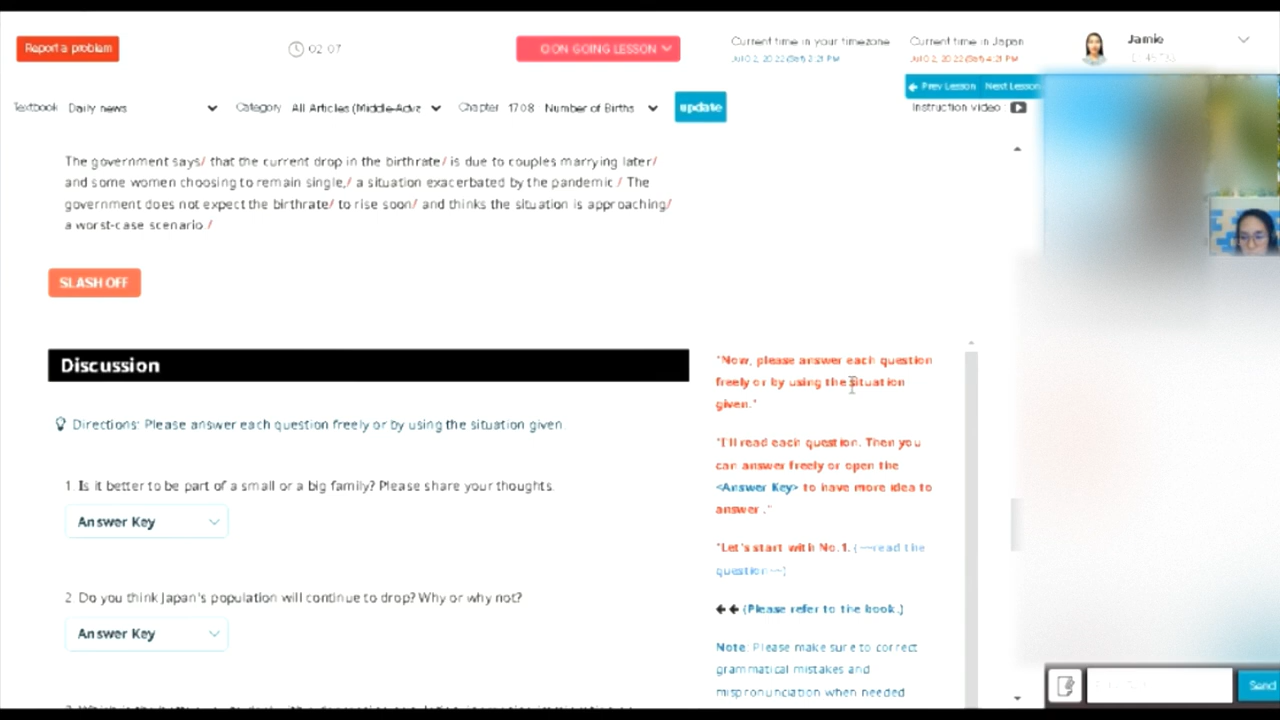 Report a problem
02 07
ON GOING LESSON
Current time in your timezone
Current time in Japan
Jamie
Prev Lesson Next Lesson
Textbook Daily news Category All Articles (Middle-Adva Chapter 1708 Number of Births update
Instruction video
The government says/ that the current drop in the birthrate/ is due to couples marrying later/
and some women choosing to remain single,/ a situation exacerbated by the pandemic / The
government does not expect the birthrate/ to rise soon/ and thinks the situation is approaching/
a worst-case scenario /
SLASH OFF
Discussion
Directions: Please answer each question freely or by using the situation given
1 Is it better to be part of a small or a big family? Please share your thoughts.
Answer Key
2 Do you think Japan's population will continue to drop? Why or why not?
Answer Key
"Now, please answer each question
freely or by using the situation
given."
"I'll read each question. Then you
can answer freely or open the
<Answer Key> to have more idea to
answer ."
"Let's start with No.1. (~~read the
question~~)
(Please refer to the book.)
Note: Please make sure to correct
grammatical mistakes and
mispronunciation when needed
Send